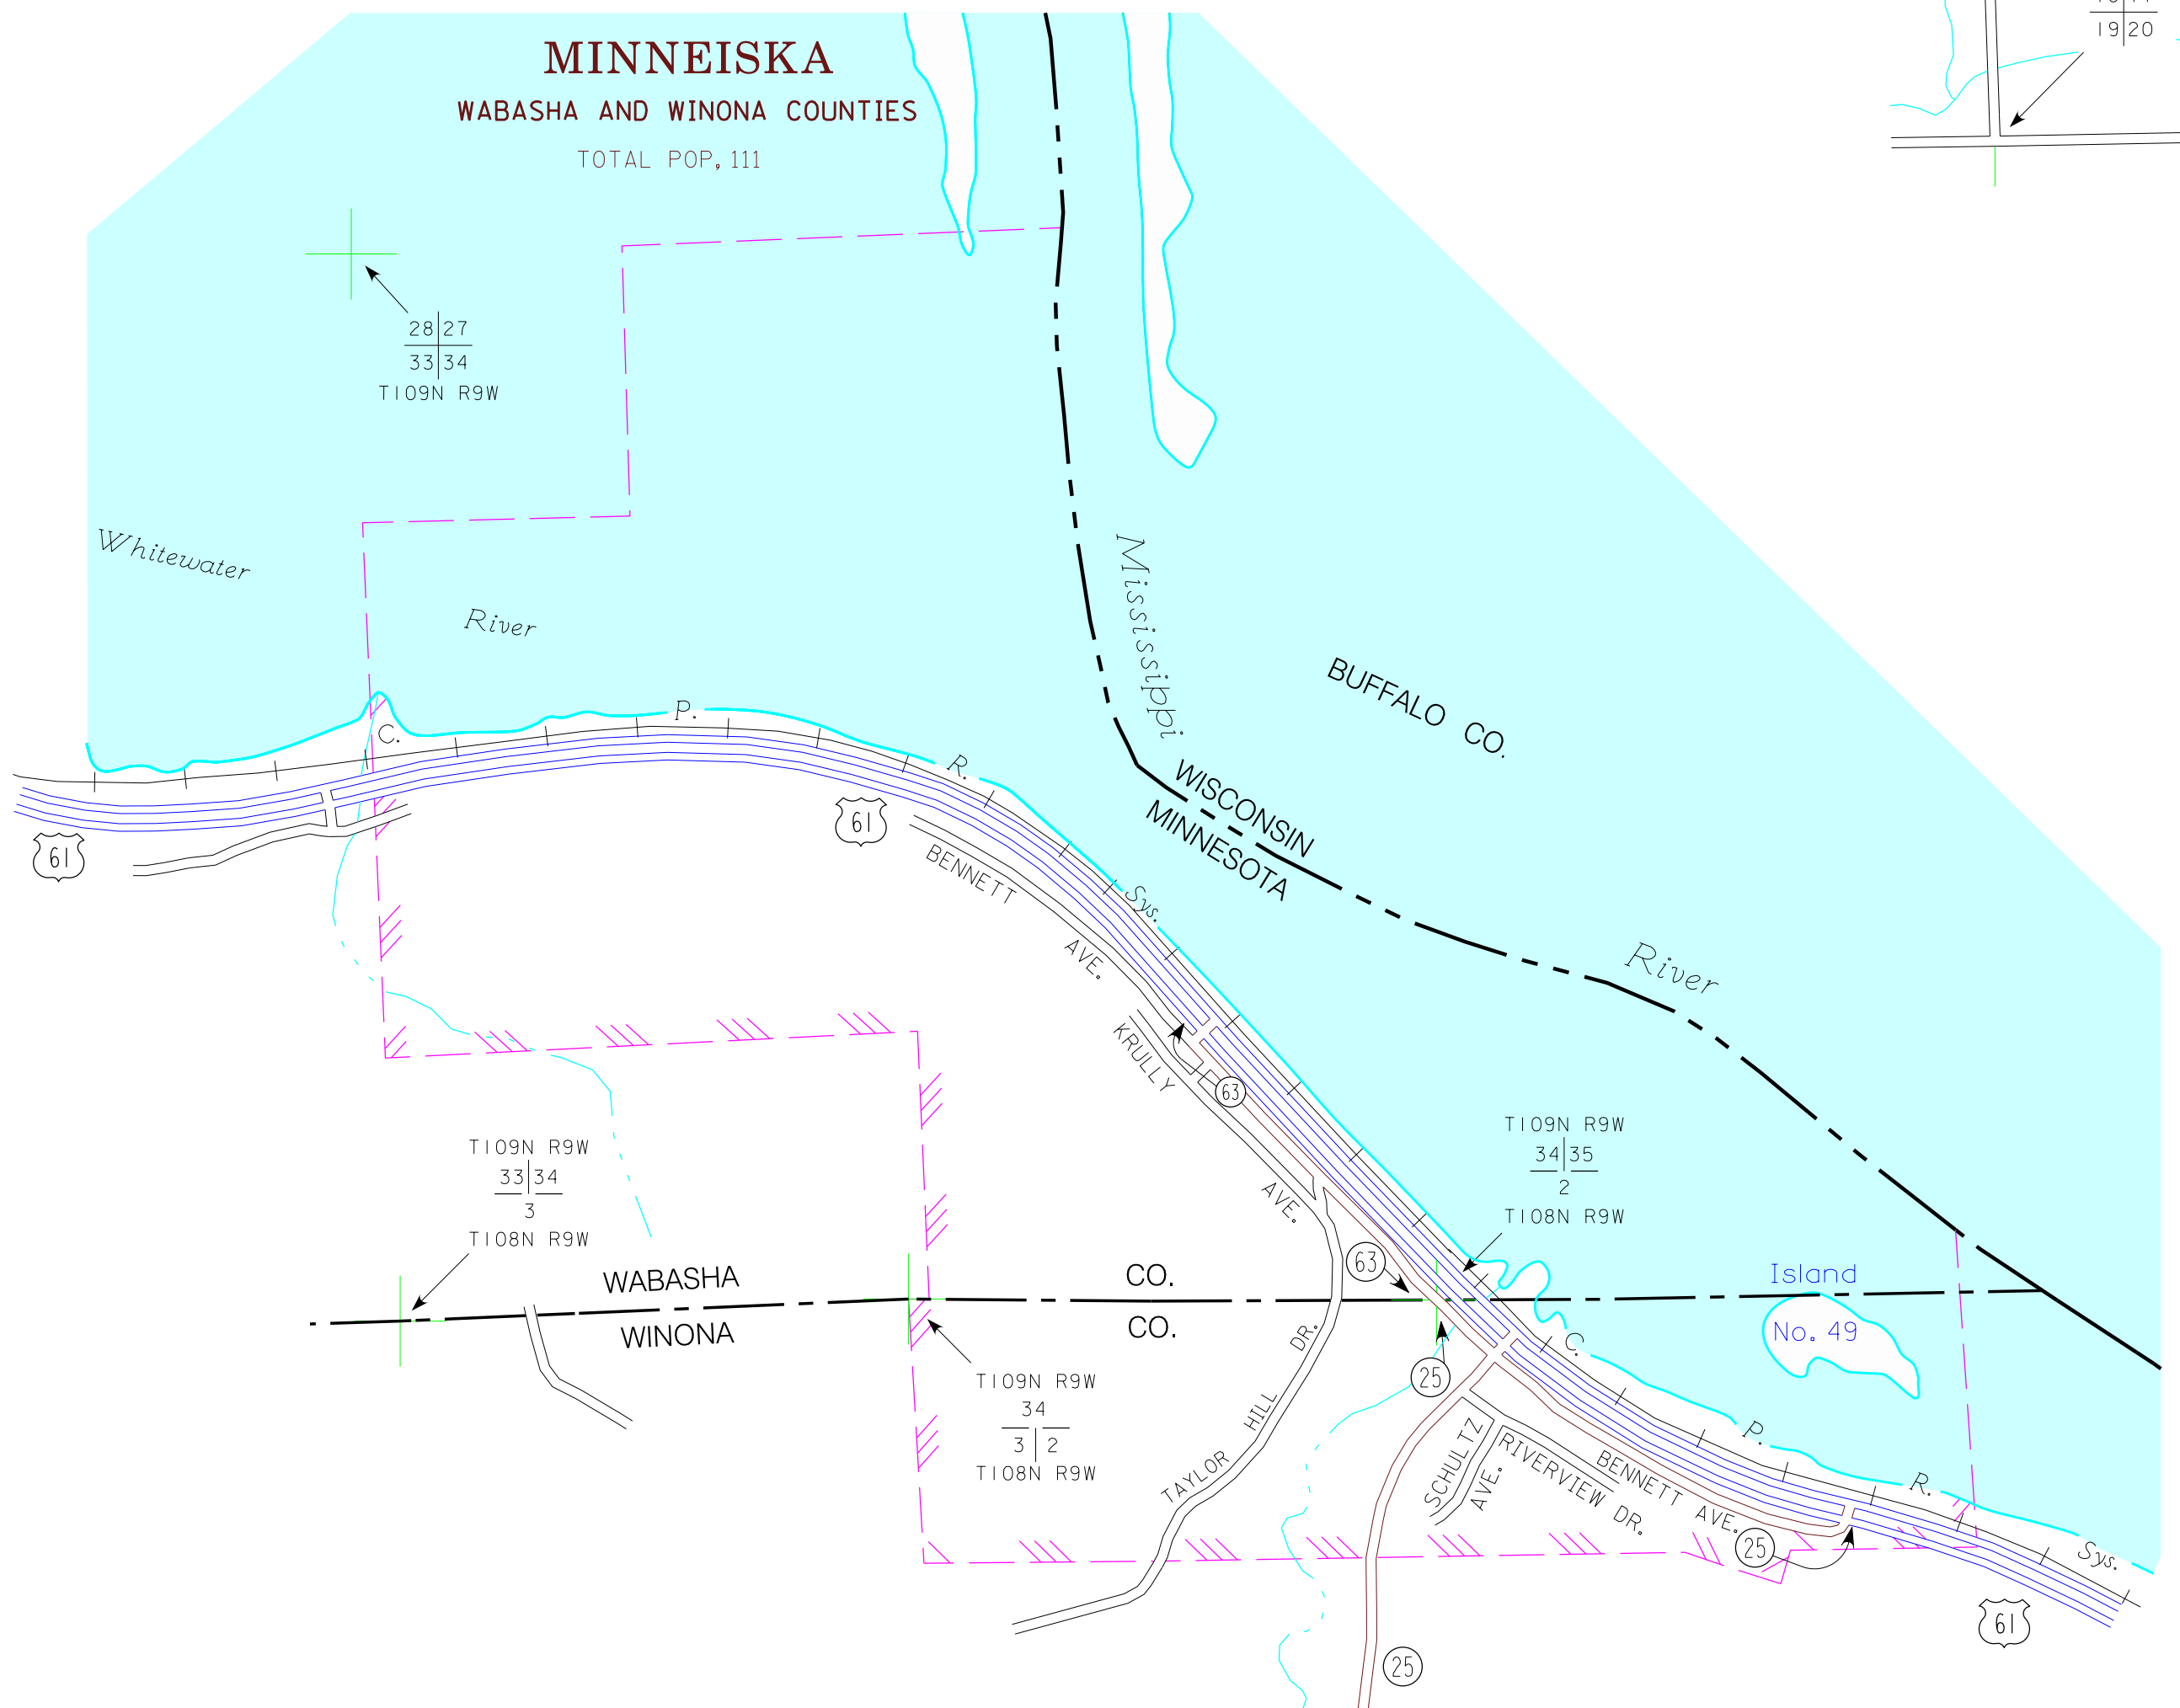 MINNEISKA
WABASHA AND WINONA COUNTIES
TOTAL POP. 111
19 20
28 27
33 34
T109N R9W
Whitewater
River
Mississippi
River
BUFFALO CO.
WISCONSIN
MINNESOTA
C. P. R. Sys.
61
61
BENNETT AVE.
KRULLY AVE.
63
T109N R9W
33 34
3
T108N R9W
T109N R9W
34 35
2
T108N R9W
WABASHA CO.
WINONA CO.
63
25
Island
No. 49
T109N R9W
34
3 2
T108N R9W
TAYLOR HILL DR.
SCHULTZ AVE.
RIVERVIEW DR.
BENNETT AVE.
C. P. R. Sys.
25
61
25